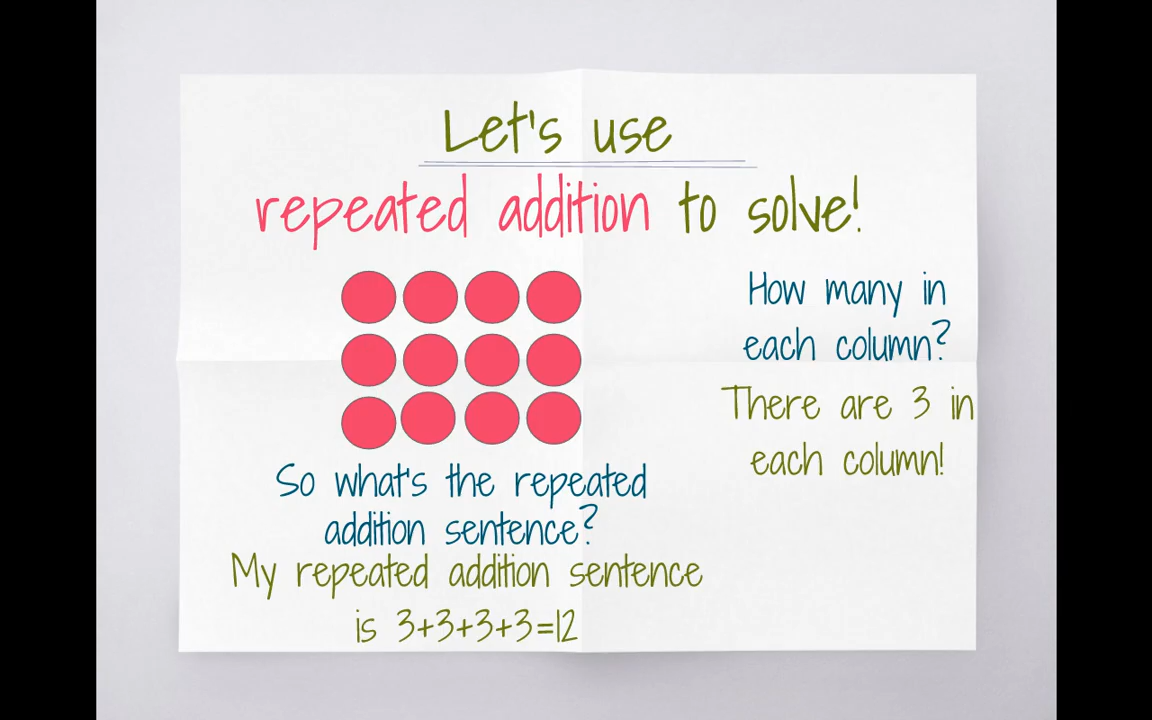 Let's use
repeated addition to solve!
How many in
each column?
There are 3 in
each column!
So what's the repeated
addition sentence?
My repeated addition sentence
is 3+3+3+3=12